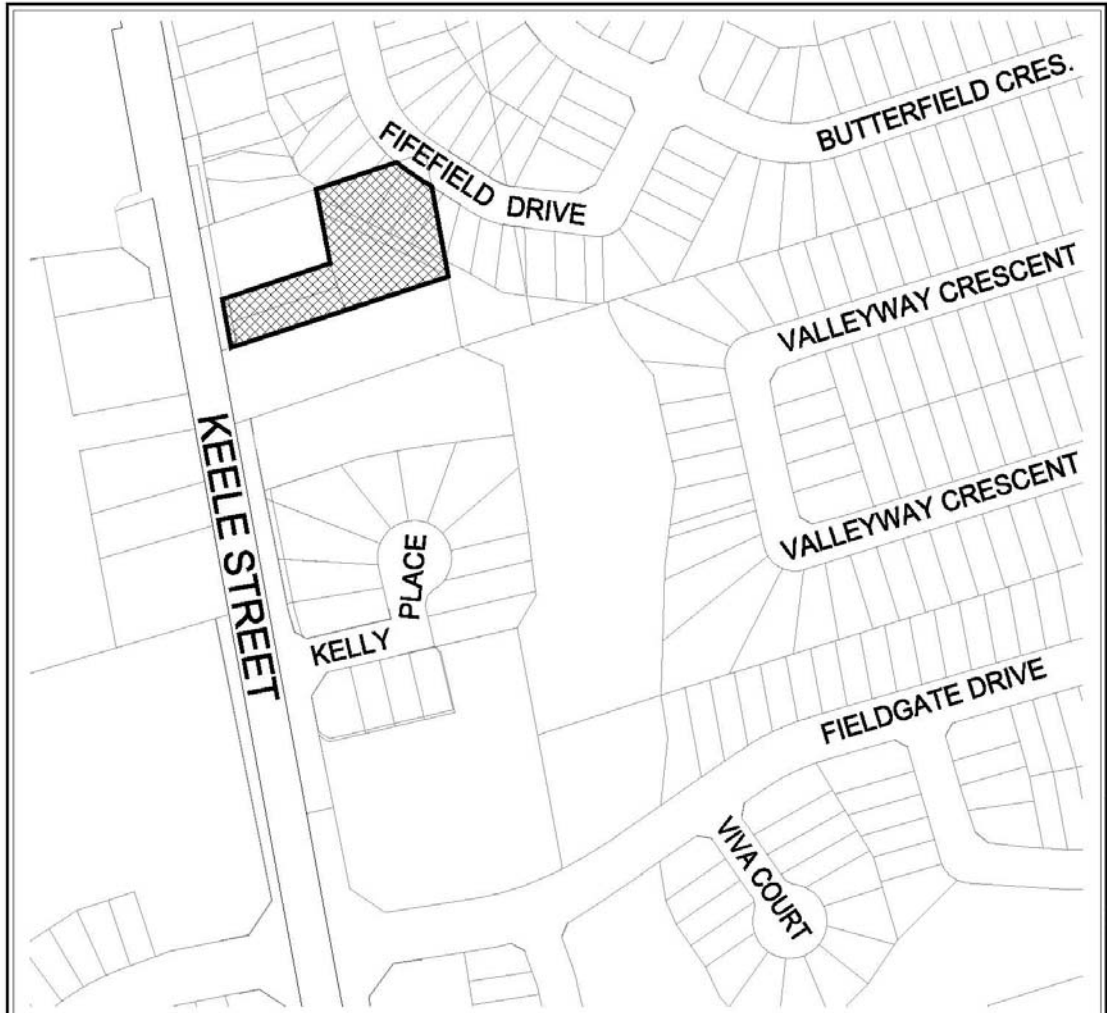 BUTTERFIELD CRES.
FIFEFIELD DRIVE
VALLEYWAY CRESCENT
KEELE STREET
VALLEYWAY CRESCENT
KELLY PLACE
FIELDGATE DRIVE
VIVA COURT